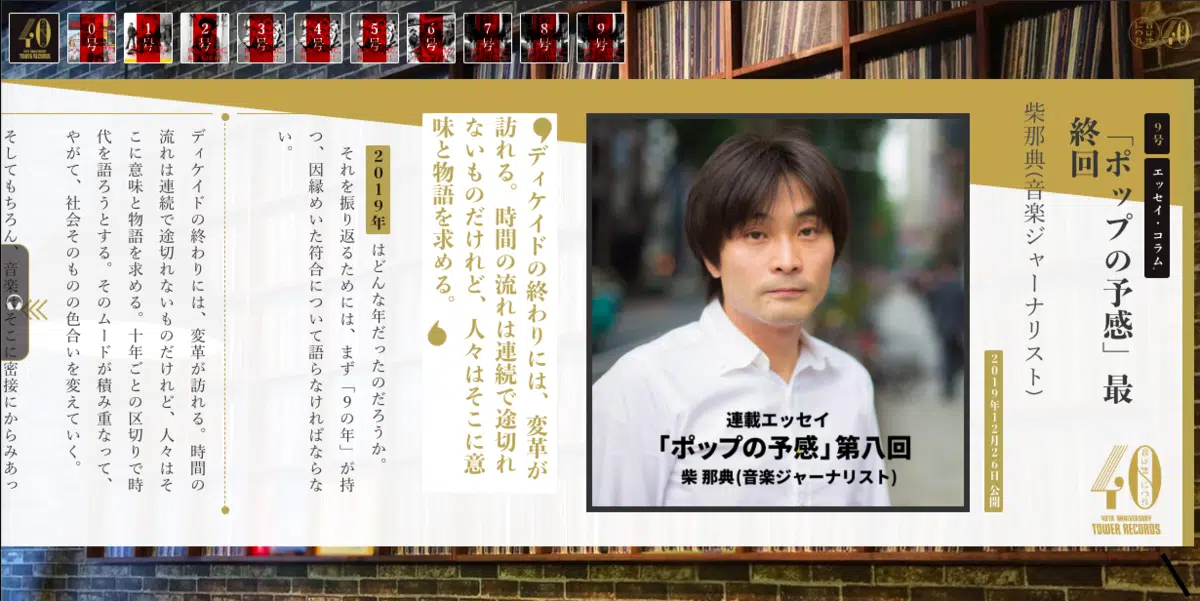 40
40TH ANNIVERSARY
TOWER RECORDS
0号
1号
2号
3号
4号
5号
6号
7号
8号
9号
40
9号
エッセイ・コラム
「ポップの予感」最
終回
柴那典(音楽ジャーナリスト)
2019年12月26日 公開
連載エッセイ
「ポップの予感」第八回
柴 那典(音楽ジャーナリスト)
ディケイドの終わりには、変革が
訪れる。時間の流れは連続で途切れ
ないものだけれど、人々はそこに意
味と物語を求める。
2019年 はどんな年だったのだろうか。
それを振り返るためには、まず「9の年」が持
つ、因縁めいた符合について語らなければならな
い。
ディケイドの終わりには、変革が訪れる。時間の
流れは連続で途切れないものだけれど、人々はそ
こに意味と物語を求める。十年ごとの区切りで時
代を語ろうとする。そのムードが積み重なって、
やがて、社会そのものの色合いを変えていく。
そしてもちろん、音楽もそこに密接にからみあっ
40
40TH ANNIVERSARY
TOWER RECORDS